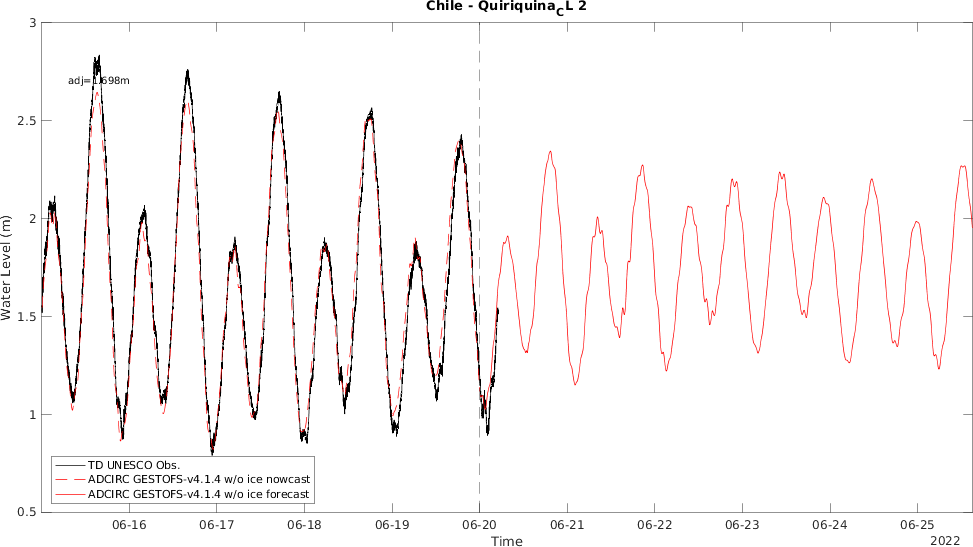 Chile - Quiriquina_CL 2
3
adj=1.698m
2.5
2
Water Level (m)
1.5
1
TD UNESCO Obs.
ADCIRC GESTOFS-v4.1.4 w/o ice nowcast
ADCIRC GESTOFS-v4.1.4 w/o ice forecast
0.5
06-16 06-17 06-18 06-19 06-20 06-21 06-22 06-23 06-24 06-25
Time
2022